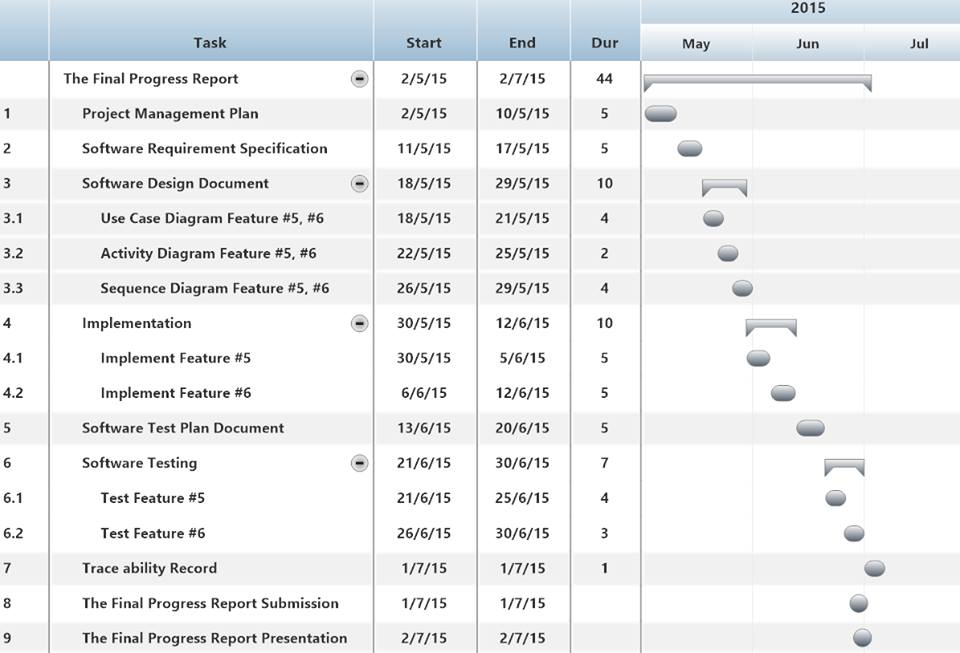 2015
Task Start End Dur May Jun Jul
The Final Progress Report 2/5/15 2/7/15 44
1 Project Management Plan 2/5/15 10/5/15 5
2 Software Requirement Specification 11/5/15 17/5/15 5
3 Software Design Document 18/5/15 29/5/15 10
3.1 Use Case Diagram Feature #5, #6 18/5/15 21/5/15 4
3.2 Activity Diagram Feature #5, #6 22/5/15 25/5/15 2
3.3 Sequence Diagram Feature #5, #6 26/5/15 29/5/15 4
4 Implementation 30/5/15 12/6/15 10
4.1 Implement Feature #5 30/5/15 5/6/15 5
4.2 Implement Feature #6 6/6/15 12/6/15 5
5 Software Test Plan Document 13/6/15 20/6/15 5
6 Software Testing 21/6/15 30/6/15 7
6.1 Test Feature #5 21/6/15 25/6/15 4
6.2 Test Feature #6 26/6/15 30/6/15 3
7 Trace ability Record 1/7/15 1/7/15 1
8 The Final Progress Report Submission 1/7/15 1/7/15
9 The Final Progress Report Presentation 2/7/15 2/7/15